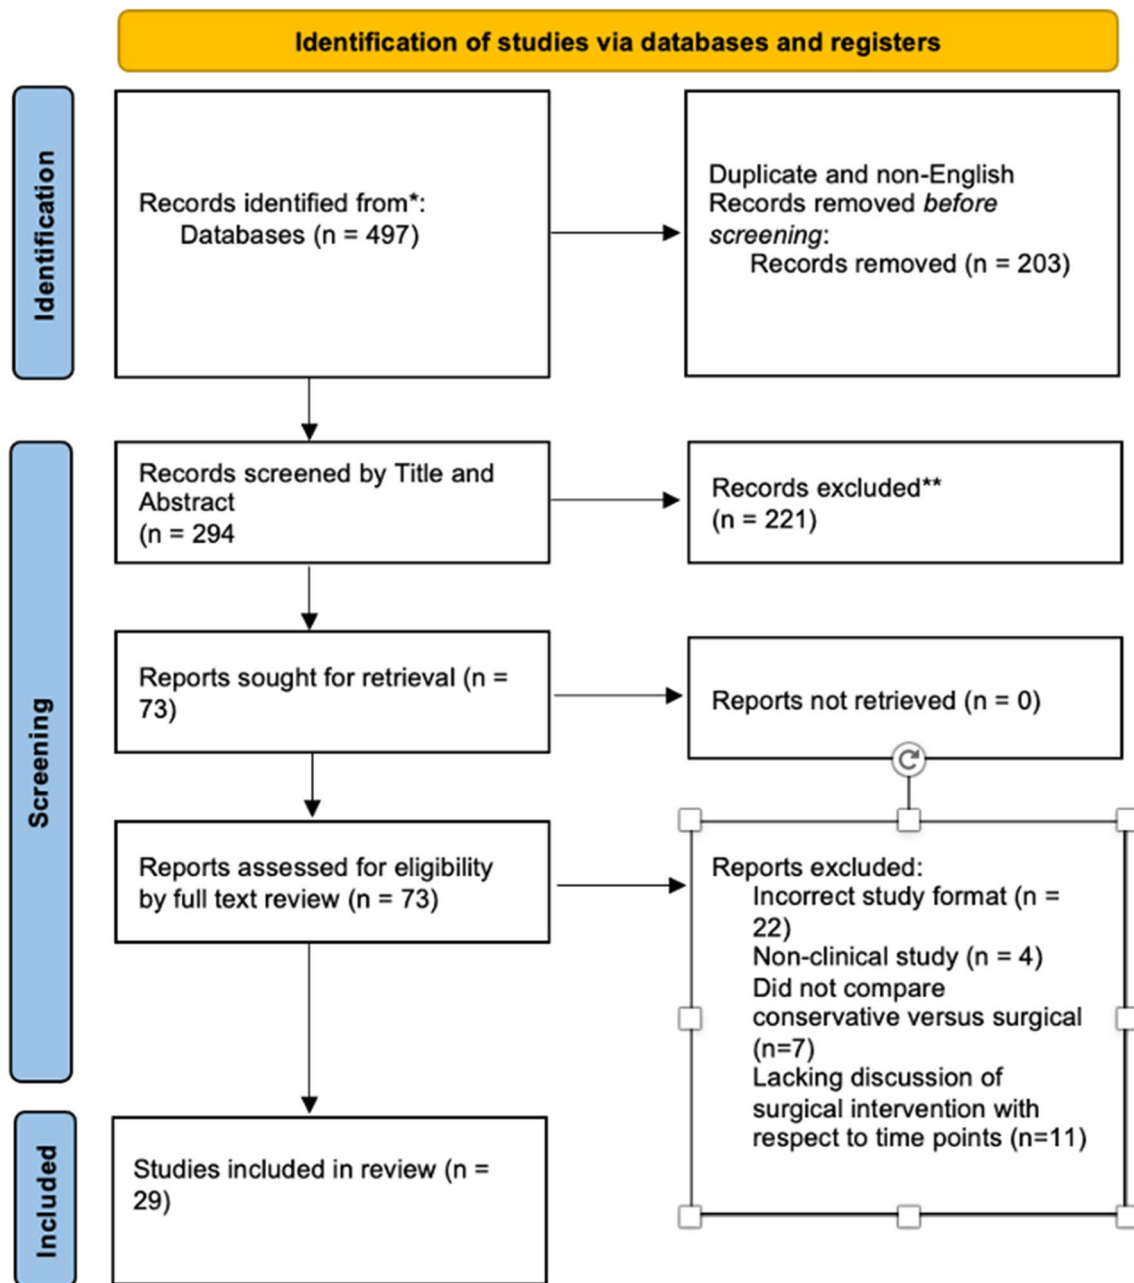 Identification of studies via databases and registers
Identification
Records identified from*:
Databases (n = 497)
Duplicate and non-English
Records removed before
screening:
Records removed (n = 203)
Screening
Records screened by Title and
Abstract
(n = 294
Records excluded**
(n = 221)
Reports sought for retrieval (n =
73)
Reports not retrieved (n = 0)
Reports assessed for eligibility
by full text review (n = 73)
Reports excluded:
Incorrect study format (n =
22)
Non-clinical study (n = 4)
Did not compare
conservative versus surgical
(n=7)
Lacking discussion of
surgical intervention with
respect to time points (n=11)
Included
Studies included in review (n =
29)